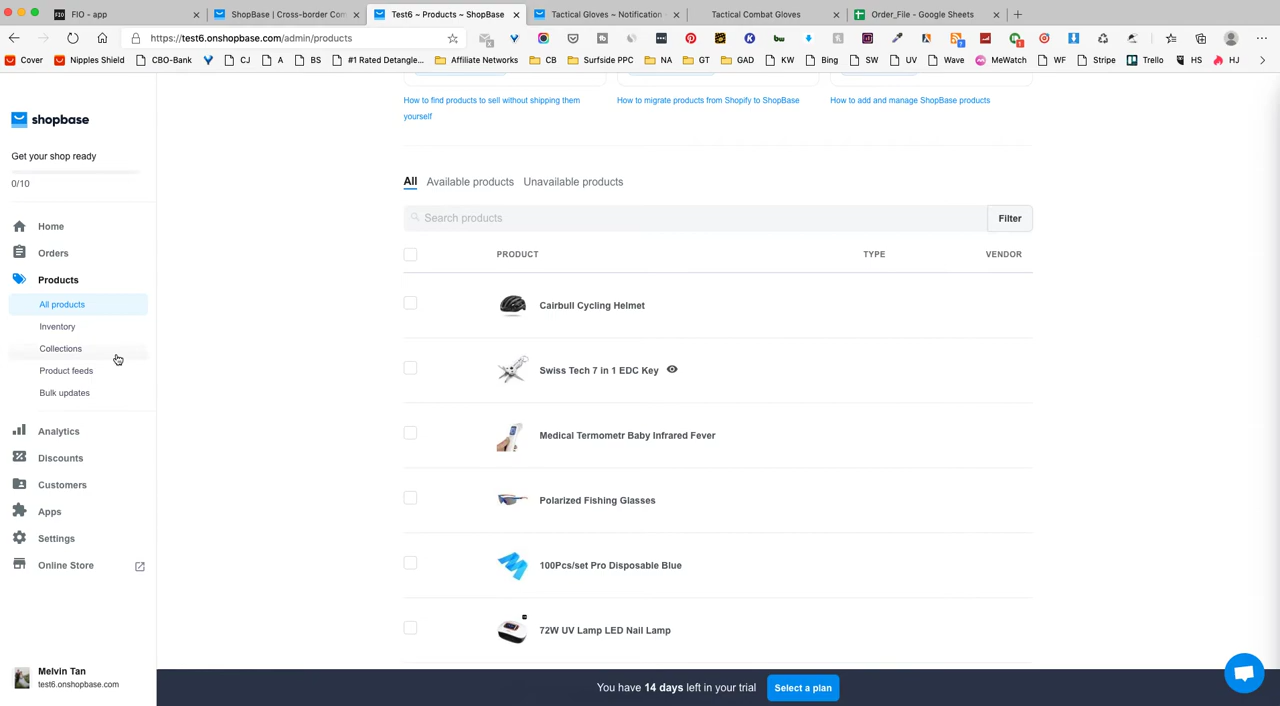 FIO - app
ShopBase | Cross-border Com
Test6 ~ Products ~ ShopBase
Tactical Gloves ~ Notification
Tactical Combat Gloves
Order_File - Google Sheets
https://test6.onshopbase.com/admin/products
Cover
Nipples Shield
CBO-Bank
CJ
A
BS
#1 Rated Detangle...
Affiliate Networks
CB
Surfside PPC
NA
GT
GAD
KW
Bing
SW
UV
Wave
MeWatch
WF
Stripe
Trello
HS
HJ
How to find products to sell without shipping them
yourself
How to migrate products from Shopify to ShopBase
How to add and manage ShopBase products
shopbase
Get your shop ready
0/10
Home
Orders
Products
All products
Inventory
Collections
Product feeds
Bulk updates
Analytics
Discounts
Customers
Apps
Settings
Online Store
Melvin Tan
test6.onshopbase.com
All
Available products
Unavailable products
Search products
Filter
PRODUCT
TYPE
VENDOR
Cairbull Cycling Helmet
Swiss Tech 7 in 1 EDC Key
Medical Termometr Baby Infrared Fever
Polarized Fishing Glasses
100Pcs/set Pro Disposable Blue
72W UV Lamp LED Nail Lamp
You have 14 days left in your trial
Select a plan